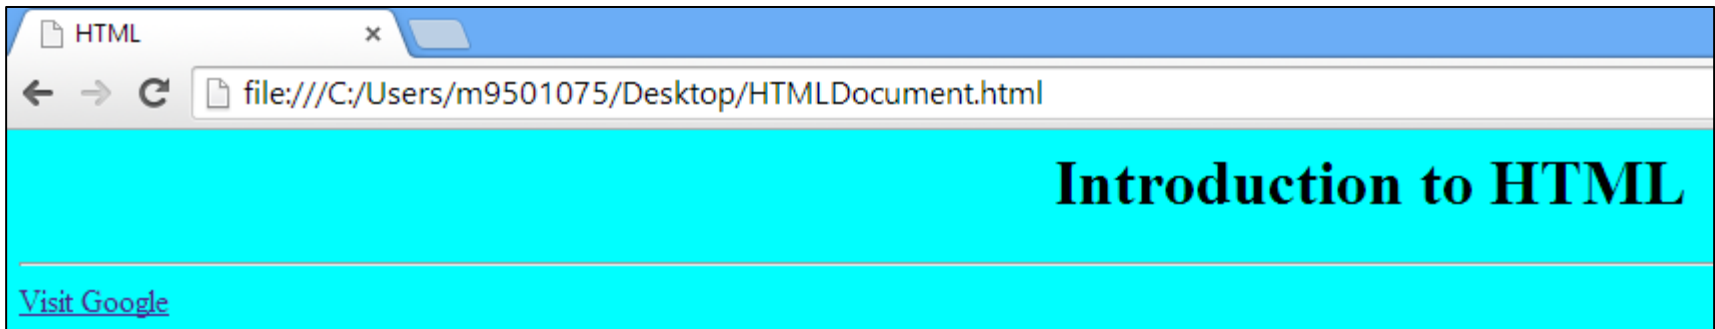 HTML
file:///C:/Users/m9501075/Desktop/HTMLDocument.html
Introduction to HTML
Visit Google